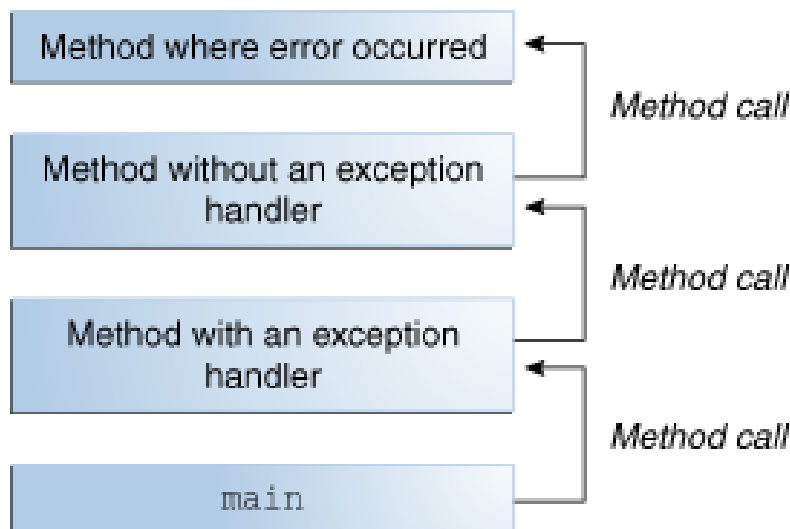 Method where error occurred
Method call
Method without an exception
handler
Method call
Method with an exception
handler
Method call
main